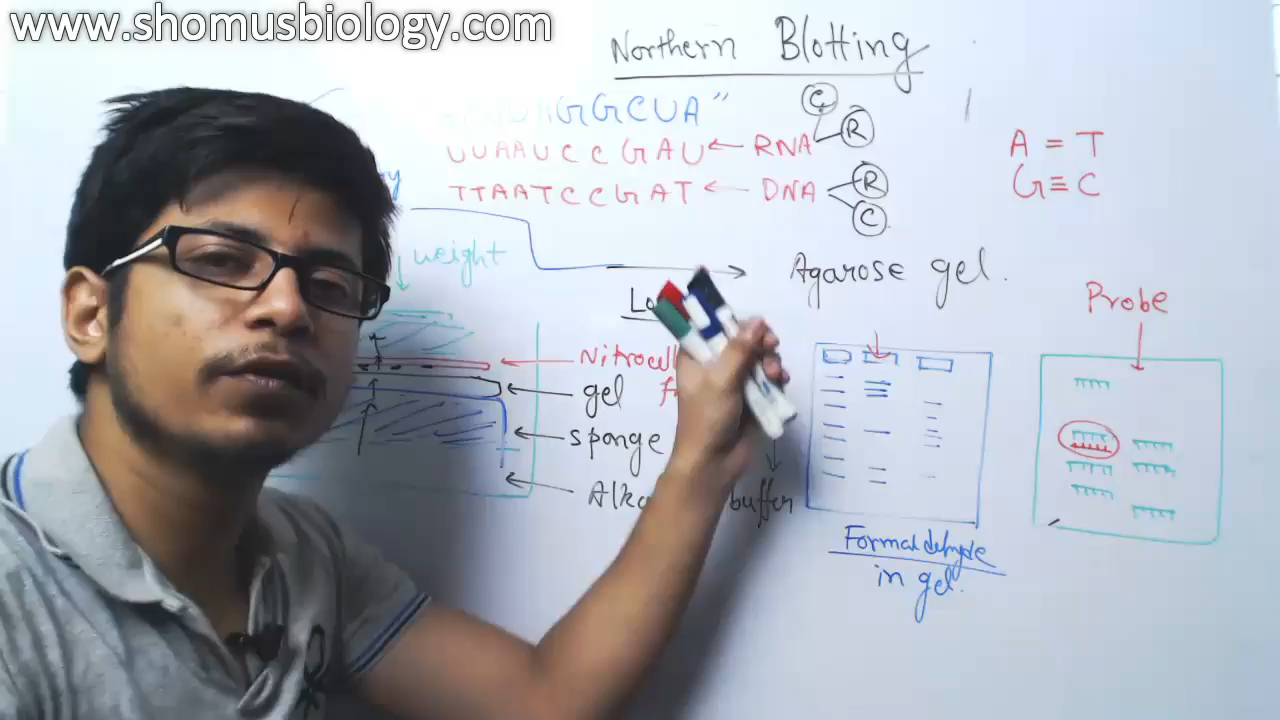 www.shomusbiology.com
Northern Blotting
GGCUA"
UUAAUCCGAU ← RNA
C
R
TTAATCCGAT ← DNA
R
C
A = T
G≡C
weight
Agarose gel.
Probe
gel
sponge
buffer
Formaldehyde
in gel.